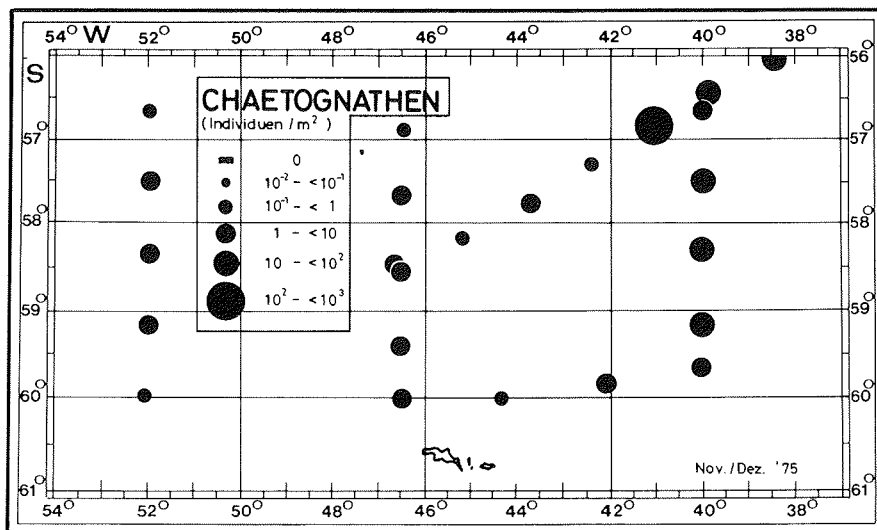 54° W 52° 50° 48° 46° 44° 42° 40° 38°
S
56°
57° 57°
58° 58°
59° 59°
60° 60°
61° 61°
CHAETOGNATHEN
(Individuen / m²)
0
10⁻² - <10⁻¹
10⁻¹ - < 1
1 - <10
10 - <10²
10² - <10³
Nov./Dez. '75
54° 52° 50° 48° 46° 44° 42° 40° 38°